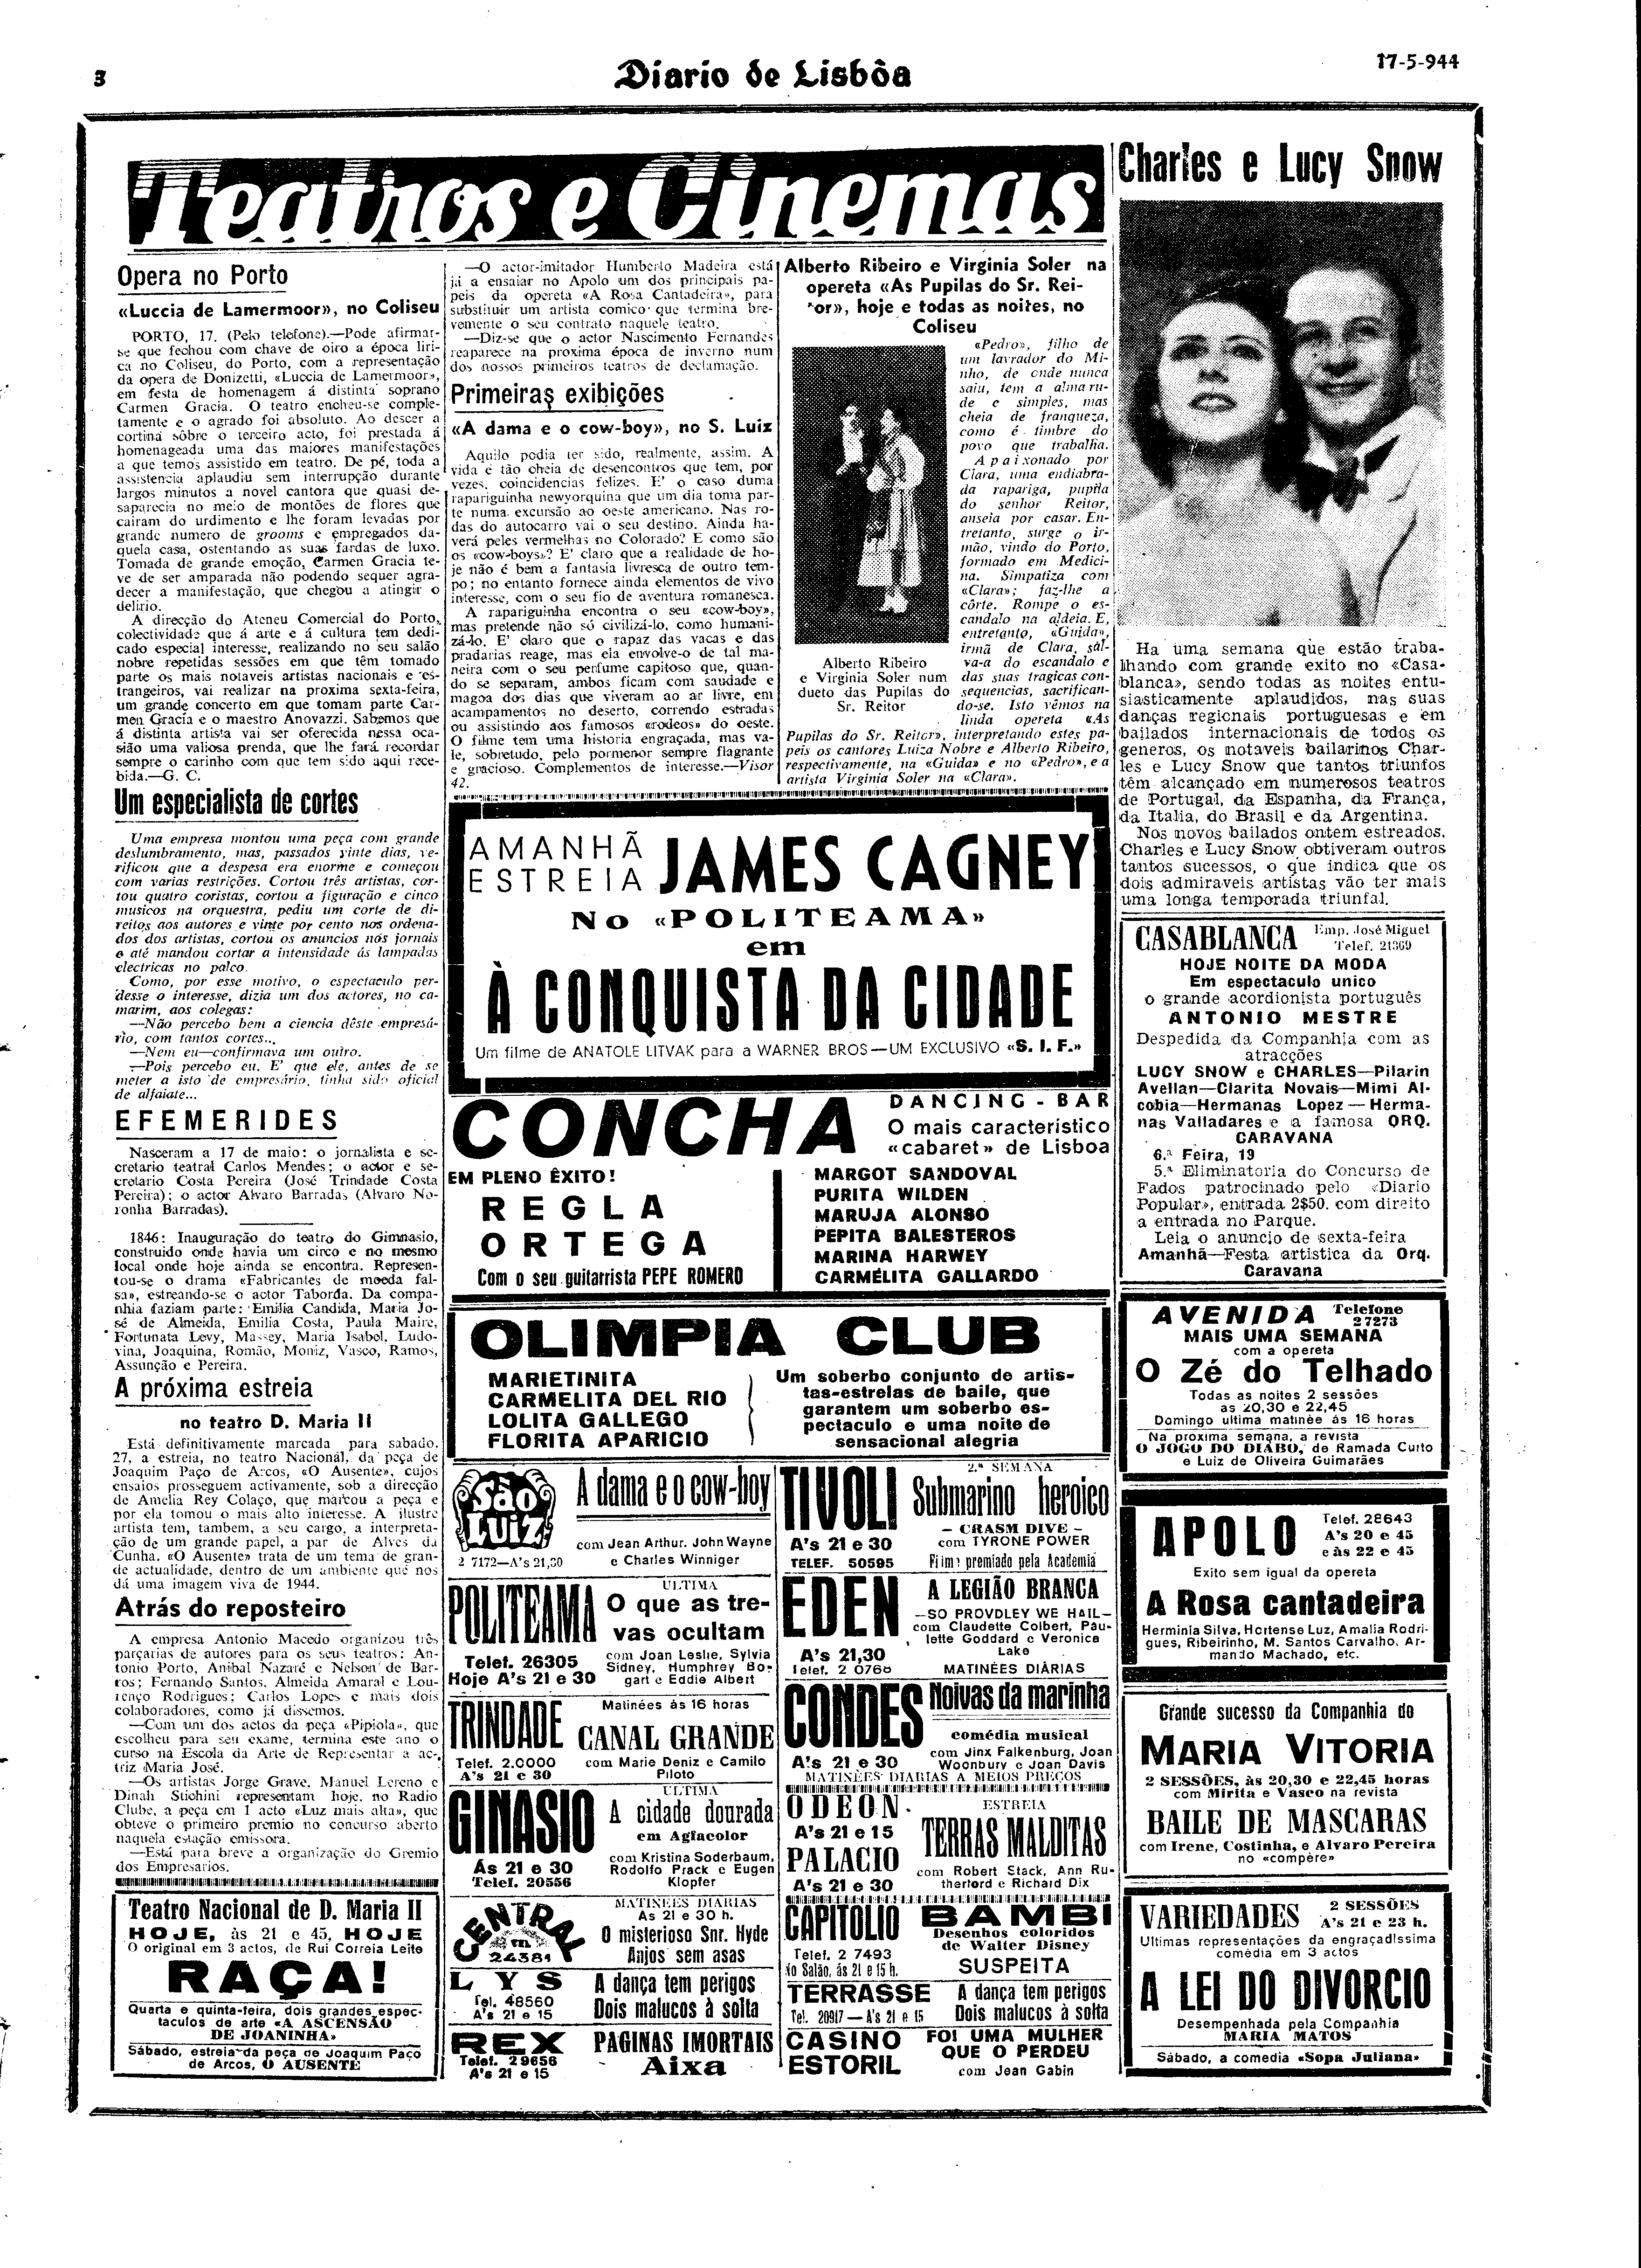 3
Diario de Lisbôa
17-5-944
Teatros e Cinemas
Opera no Porto
«Luccia de Lamermoor», no Coliseu
PORTO, 17. (Pelo telefone).—Pode afirmar-
se que fechou com chave de oiro a época liri-
ca no Coliseu, do Porto, com a representação
da opera de Donizetti, «Luccia de Lamermoor»,
em festa de homenagem á distinta soprano
Carmen Gracia. O teatro encheu-se comple-
tamente e o agrado foi absoluto. Ao descer a
cortina sôbre o terceiro acto, foi prestada á
homenageada uma das maiores manifestações
a que temos assistido em teatro. De pé, toda a
assistencia aplaudiu sem interrupção durante
largos minutos a novel cantora que quasi de-
saparecia no meio de montões de flores que
cairam do urdimento e lhe foram levadas por
grande numero de grooms e empregados da-
quela casa, ostentando as suas fardas de luxo.
Tomada de grande emoção, Carmen Gracia te-
ve de ser amparada não podendo sequer agra-
decer a manifestação, que chegou a atingir o
delirio.
A direcção do Ateneu Comercial do Porto,
colectividade que á arte e á cultura tem dedi-
cado especial interesse, realizando no seu salão
nobre repetidas sessões em que têm tomado
parte os mais notaveis artistas nacionais e es-
trangeiros, vai realizar na proxima sexta-feira,
um grande concerto em que tomam parte Car-
men Gracia e o maestro Anovazzi. Sabemos que
á distinta artista vai ser oferecida nessa oca-
sião uma valiosa prenda, que lhe fará recordar
sempre o carinho com que tem sido aqui rece-
bida.—G. C.
Um especialista de cortes
Uma empresa montou uma peça com grande
deslumbramento, mas, passados vinte dias, ve-
rificou que a despesa era enorme e começou
com varias restrições. Cortou três artistas, cor-
tou quatro coristas, cortou a figuração e cinco
musicos na orquestra, pediu um corte de di-
reitos aos autores e vinte por cento nos ordena-
dos dos artistas, cortou os anuncios nos jornais
e até mandou cortar a intensidade ás lampadas
electricas no palco.
Como, por esse motivo, o espectaculo per-
desse o interesse, dizia um dos actores, no ca-
marim, aos colegas:
—Não percebo bem a ciencia dêste empresá-
rio, com tantos cortes...
—Nem eu—confirmava um outro.
—Pois percebo eu. E' que ele, antes de se
meter a isto de empresário, tinha sido oficial
de alfaiate...
EFEMERIDES
Nasceram a 17 de maio: o jornalista e se-
cretario teatral Carlos Mendes; o actor e se-
cretario Costa Pereira (José Trindade Costa
Pereira); o actor Alvaro Barradas (Alvaro No-
ronha Barradas).
1846: Inauguração do teatro do Gimnasio,
construido onde havia um circo e no mesmo
local onde hoje ainda se encontra. Represen-
tou-se o drama «Fabricantes de moeda fal-
sa», estreando-se o actor Taborda. Da compa-
nhia faziam parte: Emilia Candida, Maria Jo-
sé de Almeida, Emilia Costa, Paula Maire,
Fortunata Levy, Massey, Maria Isabel, Ludo-
vina, Joaquina, Romão, Moniz, Vasco, Ramos,
Assunção e Pereira.
A próxima estreia
no teatro D. Maria II
Está definitivamente marcada para sabado,
27, a estreia, no teatro Nacional, da peça de
Joaquim Paço de Arcos, «O Ausente», cujos
ensaios prosseguem activamente, sob a direcção
de Amelia Rey Colaço, que marcou a peça e
por ela tomou o mais alto interesse. A ilustre
artista tem, tambem, a seu cargo, a interpreta-
ção de um grande papel, a par de Alves da
Cunha. «O Ausente» trata de um tema de gran-
de actualidade, dentro de um ambiente que nos
dá uma imagem viva de 1944.
Atrás do reposteiro
A empresa Antonio Macedo organizou três
parçarias de autores para os seus teatros: An-
tonio Porto, Anibal Nazaré e Nelson de Bar-
ros; Fernando Santos, Almeida Amaral e Lou-
renço Rodrigues; Carlos Lopes e mais dois
colaboradores, como já dissemos.
—Com um dos actos da peça «Pipiola», que
escolheu para seu exame, termina este ano o
curso na Escola da Arte de Representar a ac-
triz Maria José.
—Os artistas Jorge Grave, Manuel Lereno e
Dinah Stichini representam hoje, no Radio
Clube, a peça em 1 acto «Luz mais alta», que
obteve o primeiro premio no concurso aberto
naquela estação emissora.
—Está para breve a organização do Gremio
dos Empresarios.
Teatro Nacional de D. Maria II
HOJE, às 21 e 45, HOJE
O original em 3 actos, de Rui Correia Leite
RAÇA!
Quarta e quinta-feira, dois grandes espec-
taculos de arte «A ASCENSÃO
DE JOANINHA»
Sábado, estreia da peça de Joaquim Paço
de Arcos, O AUSENTE
—O actor-imitador Humberto Madeira está
já a ensaiar no Apolo um dos principais pa-
peis da opereta «A Rosa Cantadeira», para
substituir um artista comico que termina bre-
vemente o seu contrato naquele teatro.
—Diz-se que o actor Nascimento Fernandes
reaparece na proxima época de inverno num
dos nossos primeiros teatros de declamação.
Primeiras exibições
«A dama e o cow-boy», no S. Luiz
Aquilo podia ter sido, realmente, assim. A
vida é tão cheia de desencontros que tem, por
vezes, coincidencias felizes. E' o caso duma
rapariguinha newyorquina que um dia toma par-
te numa excursão ao oeste americano. Nas ro-
das do autocarro vai o seu destino. Ainda ha-
verá peles vermelhas no Colorado? E como são
os «cow-boys»? E' claro que a realidade de ho-
je não é bem a fantasia livresca de outro tem-
po; no entanto fornece ainda elementos de vivo
interesse, com o seu fio de aventura romanesca.
A rapariguinha encontra o seu «cow-boy»,
mas pretende não só civilizá-lo, como humani-
zá-lo. E' claro que o rapaz das vacas e das
pradarias reage, mas ela envolve-o de tal ma-
neira com o seu perfume capitoso que, quan-
do se separam, ambos ficam com saudade e
magoa dos dias que viveram ao ar livre, em
acampamentos no deserto, correndo estradas
ou assistindo aos famosos «rodeos» do oeste.
O filme tem uma historia engraçada, mas va-
le, sobretudo, pelo pormenor sempre flagrante
e gracioso. Complementos de interesse.—Visor
42.
Alberto Ribeiro e Virginia Soler na
opereta «As Pupilas do Sr. Rei-
tor», hoje e todas as noites, no
Coliseu
«Pedro», filho de
um lavrador do Mi-
nho, de onde nunca
saiu, tem a alma ru-
de e simples, mas
cheia de franqueza,
como é timbre do
povo que trabalha.
Apaixonado por
Clara, uma endiabra-
da rapariga, pupila
do senhor Reitor,
anseia por casar. En-
tretanto, surge o ir-
mão, vindo do Porto,
formado em Medici-
na. Simpatiza com
«Clara»; faz-lhe a
côrte. Rompe o es-
candalo na aldeia. E,
entretanto, «Guida»,
irmã de Clara, sal-
va-a do escandalo e
das suas tragicas con-
sequencias, sacrifican-
do-se. Isto vêmos na
linda opereta «As
Pupilas do Sr. Reitor», interpretando estes pa-
peis os cantores Luiza Nobre e Alberto Ribeiro,
respectivamente, na «Guida» e no «Pedro», e a
artista Virginia Soler na «Clara».
Alberto Ribeiro
e Virginia Soler num
dueto das Pupilas do
Sr. Reitor
AMANHÃ
ESTREIA
JAMES CAGNEY
No «POLITEAMA»
em
À CONQUISTA DA CIDADE
Um filme de ANATOLE LITVAK para a WARNER BROS—UM EXCLUSIVO «S. I. F.»
CONCHA
DANCING-BAR
O mais característico
«cabaret» de Lisboa
EM PLENO ÊXITO!
REGLA
ORTEGA
Com o seu guitarrista PEPE ROMERO
MARGOT SANDOVAL
PURITA WILDEN
MARUJA ALONSO
PEPITA BALESTEROS
MARINA HARWEY
CARMÉLITA GALLARDO
OLIMPIA CLUB
MARIETINITA
CARMELITA DEL RIO
LOLITA GALLEGO
FLORITA APARICIO
Um soberbo conjunto de artis-
tas-estrelas de baile, que
garantem um soberbo es-
pectaculo e uma noite de
sensacional alegria
São Luiz
2 7172—A's 21,30
A dama e o cow-boy
com Jean Arthur, John Wayne
e Charles Winniger
POLITEAMA
Telef. 26305
Hoje A's 21 e 30
ULTIMA
O que as tre-
vas ocultam
com Joan Leslie, Sylvia
Sidney, Humphrey Bo-
gart e Eddie Albert
TRINDADE
Telef. 2.0000
A's 21 e 30
Matinées às 16 horas
CANAL GRANDE
com Marie Deniz e Camilo
Piloto
GINASIO
Ás 21 e 30
Telef. 20556
ULTIMA
A cidade dourada
em Agfacolor
com Kristina Soderbaum,
Rodolfo Prack e Eugen
Klopfer
CENTRAL
24381
MATINÉES DIARIAS
As 21 e 30 h.
O misterioso Snr. Hyde
Anjos sem asas
LYS
Tel. 48560
A's 21 e 15
A dança tem perigos
Dois malucos à solta
REX
Telef. 29656
A's 21 e 15
PAGINAS IMORTAIS
Aixa
TIVOLI
A's 21 e 30
TELEF. 50595
2.ª SEMANA
Submarino heroico
– CRASM DIVE –
com TYRONE POWER
Filme premiado pela Academia
EDEN
A's 21,30
Telef. 2 0768
A LEGIÃO BRANCA
—SO PROVDLEY WE HAIL—
com Claudette Colbert, Pau-
lette Goddard e Veronica
Lake
MATINÉES DIÁRIAS
CONDES
A's 21 e 30
Noivas da marinha
comédia musical
com Jinx Falkenburg, Joan
Woonbury e Joan Davis
MATINÉES DIARIAS A MEIOS PREÇOS
ODEON
A's 21 e 15
PALACIO
A's 21 e 30
ESTREIA
TERRAS MALDITAS
com Robert Stack, Ann Ru-
therford e Richard Dix
CAPITOLIO
Telef. 2 7493
No Salão, ás 21 e 15 h.
BAMBI
Desenhos coloridos
de Walter Disney
SUSPEITA
TERRASSE
Tel. 20917—A's 21 e 15
A dança tem perigos
Dois malucos à solta
CASINO
ESTORIL
FOI UMA MULHER
QUE O PERDEU
com Jean Gabin
Charles e Lucy Snow
Ha uma semana que estão traba-
lhando com grande exito no «Casa-
blanca», sendo todas as noites entu-
siasticamente aplaudidos, nas suas
danças regionais portuguesas e em
bailados internacionais de todos os
generos, os notaveis bailarinos Char-
les e Lucy Snow que tantos triunfos
têm alcançado em numerosos teatros
de Portugal, da Espanha, da França,
da Italia, do Brasil e da Argentina.
Nos novos bailados ontem estreados,
Charles e Lucy Snow obtiveram outros
tantos sucessos, o que indica que os
dois admiraveis artistas vão ter mais
uma longa temporada triunfal.
CASABLANCA
Emp. José Miguel
Telef. 21369
HOJE NOITE DA MODA
Em espectaculo unico
o grande acordionista português
ANTONIO MESTRE
Despedida da Companhia com as
atracções
LUCY SNOW e CHARLES—Pilarin
Avellan—Clarita Novais—Mimi Al-
cobia—Hermanas Lopez—Herma-
nas Valladares e a famosa ORQ.
CARAVANA
6.ª Feira, 19
5.ª Eliminatoria do Concurso de
Fados patrocinado pelo «Diario
Popular», entrada 2$50, com direito
a entrada no Parque.
Leia o anuncio de sexta-feira
Amanhã—Festa artistica da Orq.
Caravana
AVENIDA
Telefone
27273
MAIS UMA SEMANA
com a opereta
O Zé do Telhado
Todas as noites 2 sessões
às 20,30 e 22,45
Domingo ultima matinée ás 16 horas
Na proxima semana, a revista
O JOGO DO DIABO, de Ramada Curto
e Luiz de Oliveira Guimarães
APOLO
Telef. 28643
A's 20 e 45
e às 22 e 45
Exito sem igual da opereta
A Rosa cantadeira
Herminia Silva, Hortense Luz, Amalia Rodri-
gues, Ribeirinho, M. Santos Carvalho, Ar-
mando Machado, etc.
Grande sucesso da Companhia do
MARIA VITORIA
2 SESSÕES, às 20,30 e 22,45 horas
com Mirita e Vasco na revista
BAILE DE MASCARAS
com Irene, Costinha, e Alvaro Pereira
no «compère»
VARIEDADES
2 SESSÕES
A's 21 e 23 h.
Ultimas representações da engraçadissima
comédia em 3 actos
A LEI DO DIVORCIO
Desempenhada pela Companhia
MARIA MATOS
Sábado, a comedia «Sopa Juliana»